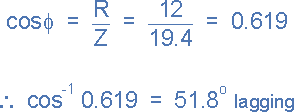 cosϕ = R/Z = 12/19.4 = 0.619
∴ cos⁻¹ 0.619 = 51.8° lagging